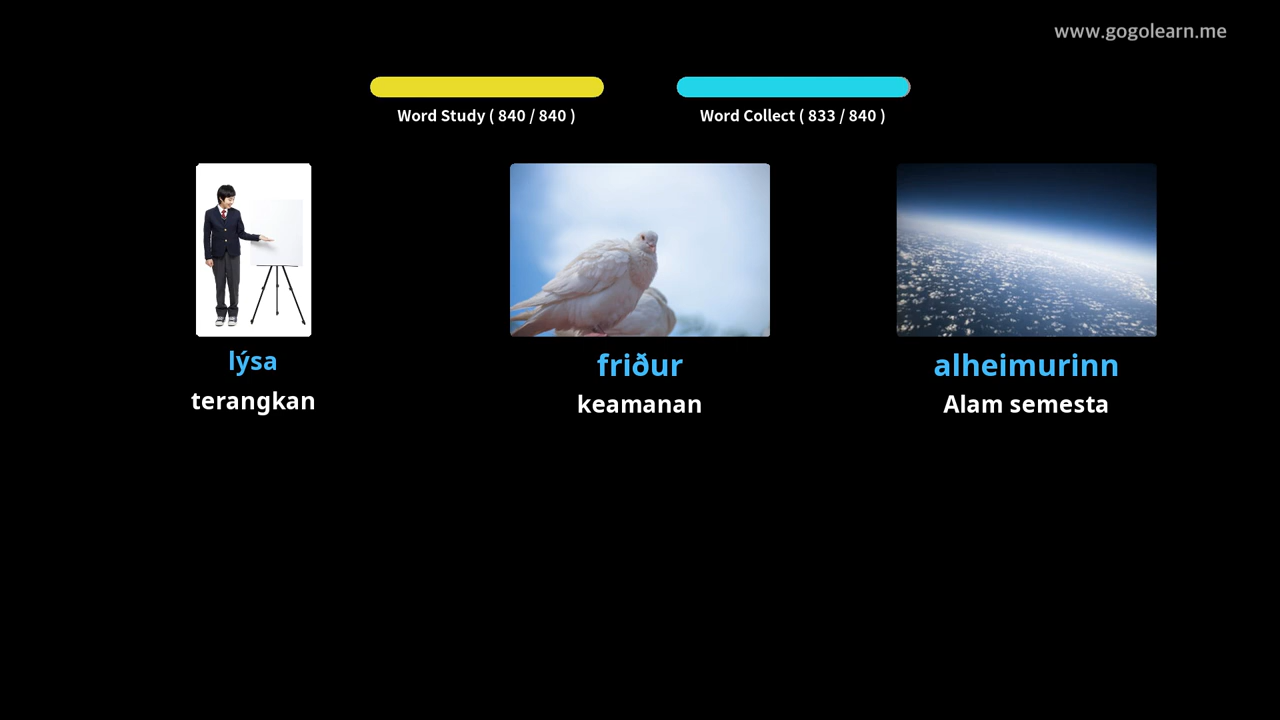 www.gogolearn.me
Word Study ( 840 / 840 )
Word Collect ( 833 / 840 )
lýsa
terangkan
friður
keamanan
alheimurinn
Alam semesta